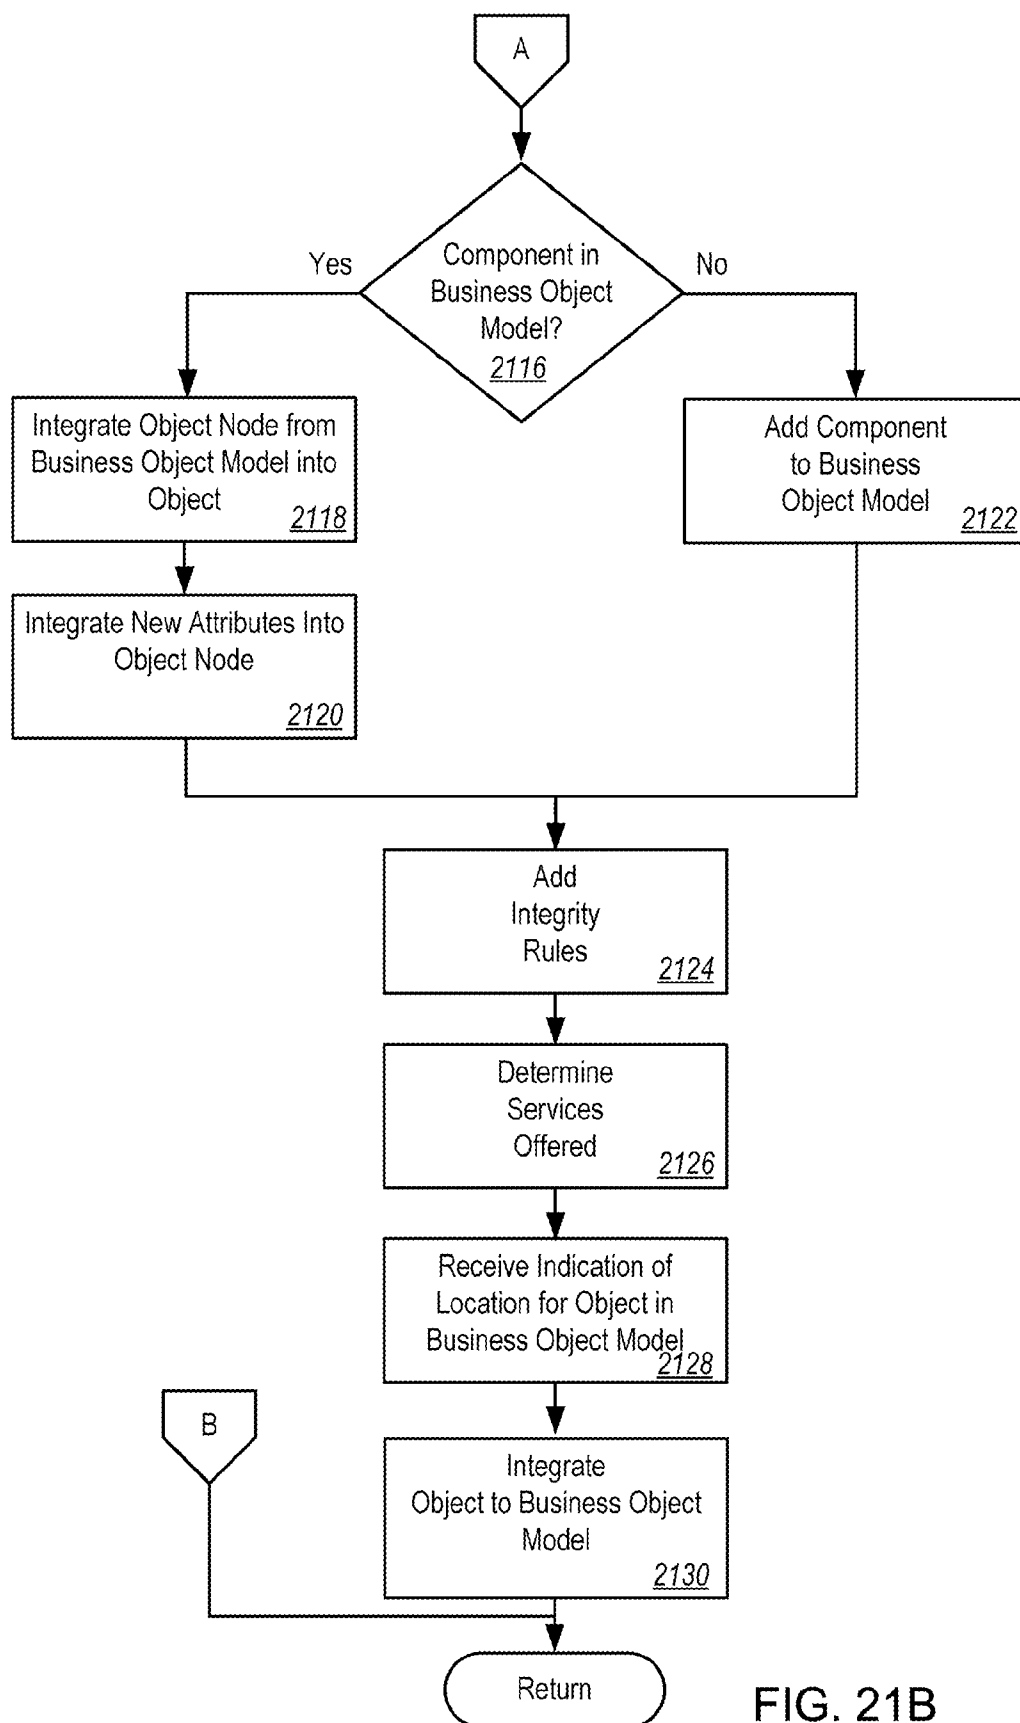 A
Yes
Component in
Business Object
Model?
2116
No
Integrate Object Node from
Business Object Model into
Object
2118
Add Component
to Business
Object Model
2122
Integrate New Attributes Into
Object Node
2120
Add
Integrity
Rules
2124
Determine
Services
Offered
2126
Receive Indication of
Location for Object in
Business Object Model
2128
B
Integrate
Object to Business Object
Model
2130
Return
FIG. 21B